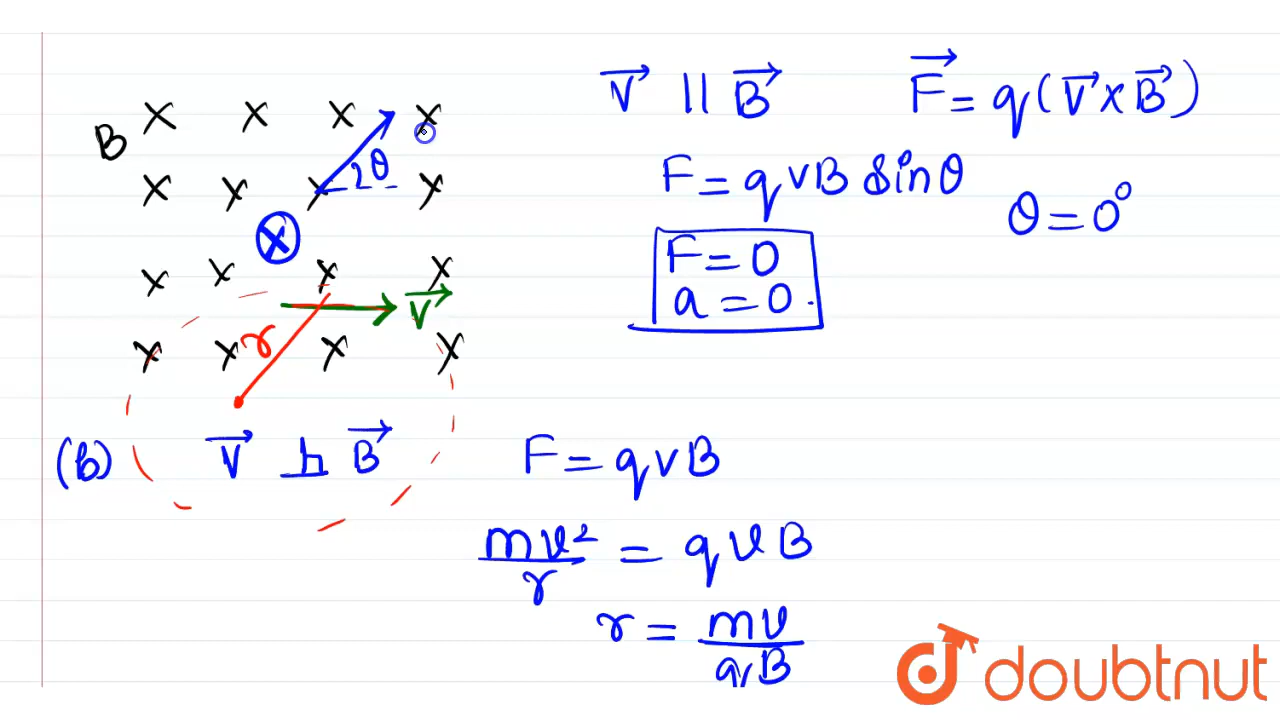 V⃗ || B⃗
F⃗ = q(V⃗ × B⃗)
B
× × × ×
× × × ×
θ
F = qvB Sinθ
θ = 0°
×
× × × ×
F = 0
a = 0.
V⃗
r
× × × ×
(b) V⃗ ⊥ B⃗
F = qvB
mv²/r = qvB
r = mv/qB
doubtnut